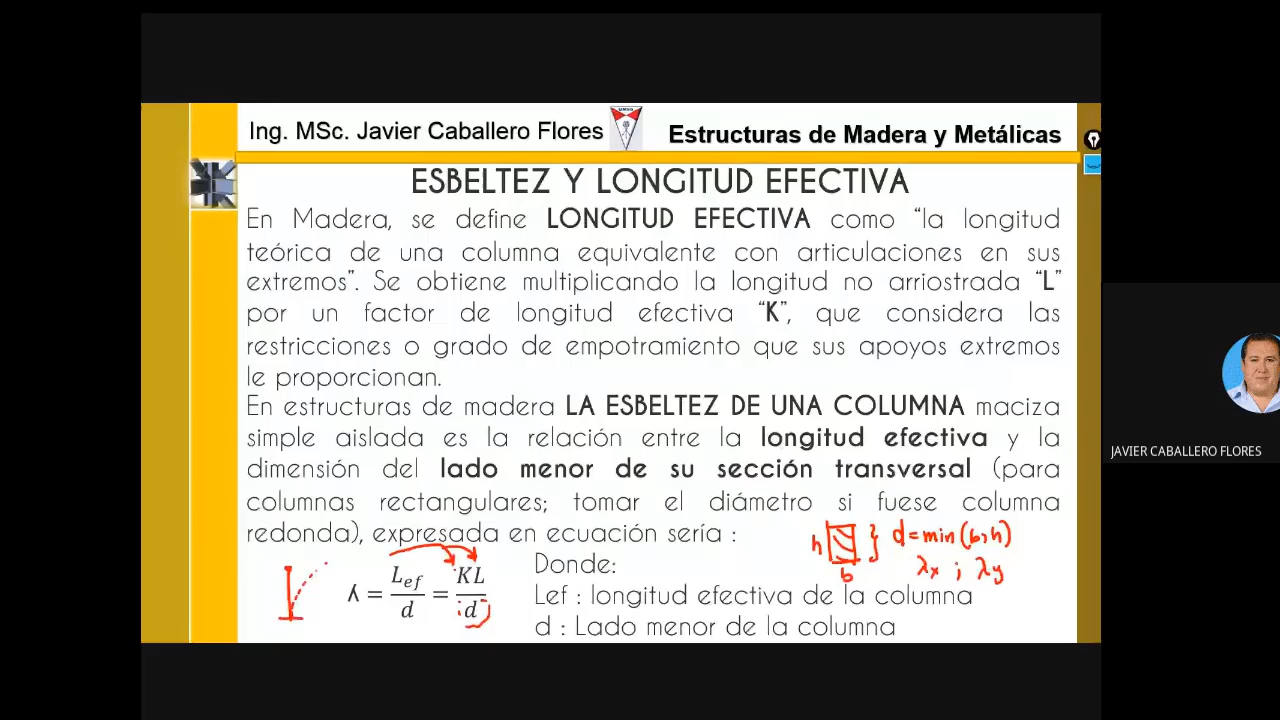 Ing. MSc. Javier Caballero Flores
Estructuras de Madera y Metálicas
ESBELTEZ Y LONGITUD EFECTIVA
En Madera, se define LONGITUD EFECTIVA como “la longitud
teórica de una columna equivalente con articulaciones en sus
extremos”. Se obtiene multiplicando la longitud no arriostrada “L”
por un factor de longitud efectiva “K”, que considera las
restricciones o grado de empotramiento que sus apoyos extremos
le proporcionan.
En estructuras de madera LA ESBELTEZ DE UNA COLUMNA maciza
simple aislada es la relación entre la longitud efectiva y la
dimensión del lado menor de su sección transversal (para
columnas rectangulares; tomar el diámetro si fuese columna
redonda), expresada en ecuación sería :
h b d=min(b,h)
λx ; λy
λ = Lef/d = KL/d
Donde:
Lef : longitud efectiva de la columna
d : Lado menor de la columna
JAVIER CABALLERO FLORES